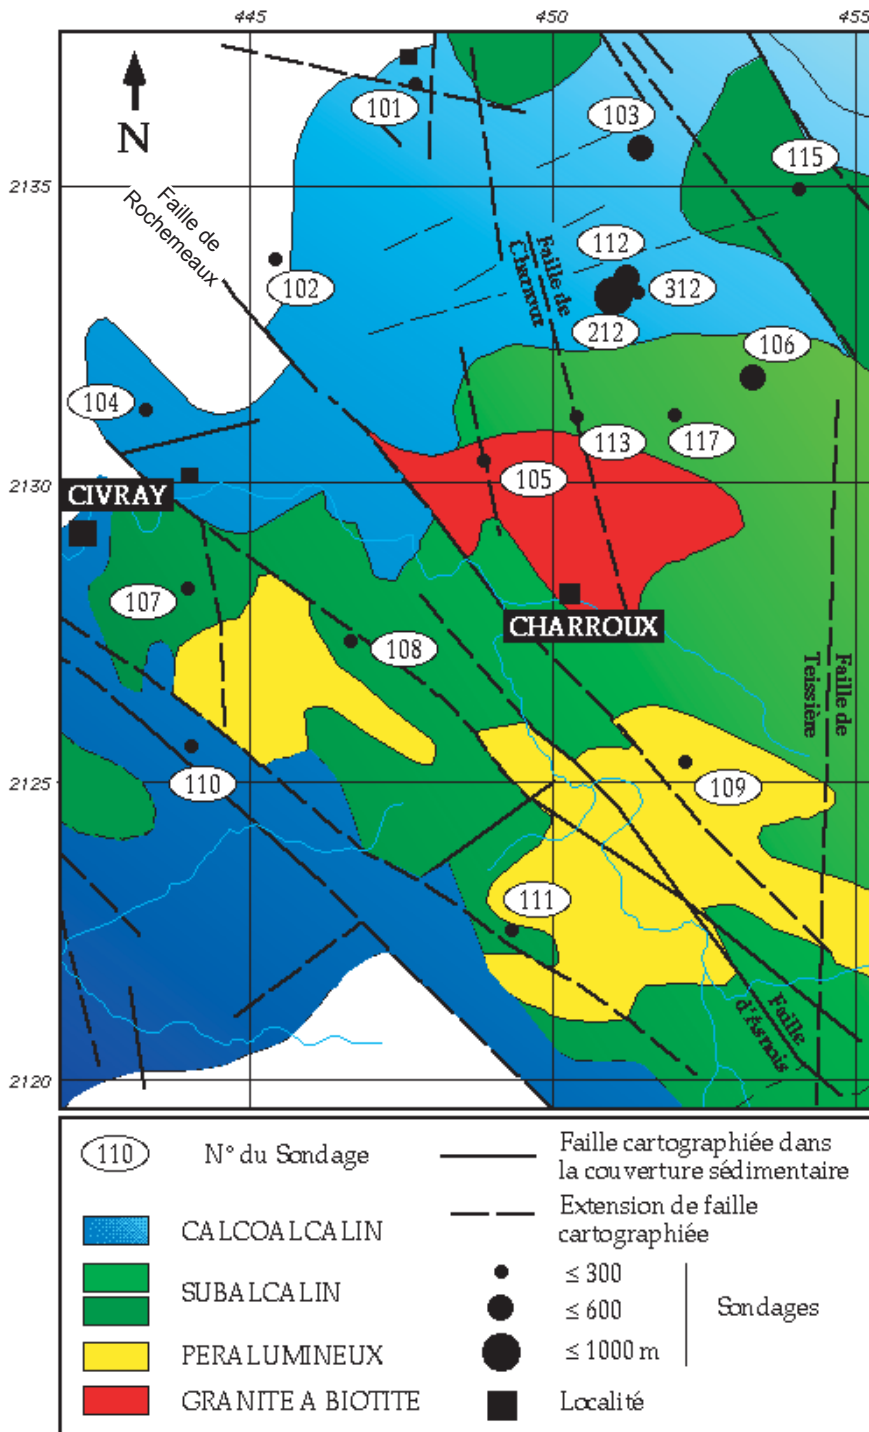 445 450 455
N
101
103
115
2135
Faille de
Rochemeaux
112
Faille de
Charroux
102
312
212
106
104
113
117
105
2130
CIVRAY
107
CHARROUX
108
Faille de
Teissière
110
2125
109
111
Faille
d'Asnois
2120
110 N° du Sondage
Faille cartographiée dans
la couverture sédimentaire
CALCOALCALIN
Extension de faille
cartographiée
SUBALCALIN
≤ 300
≤ 600
Sondages
PERALUMINEUX
≤ 1000 m
GRANITE A BIOTITE
Localité